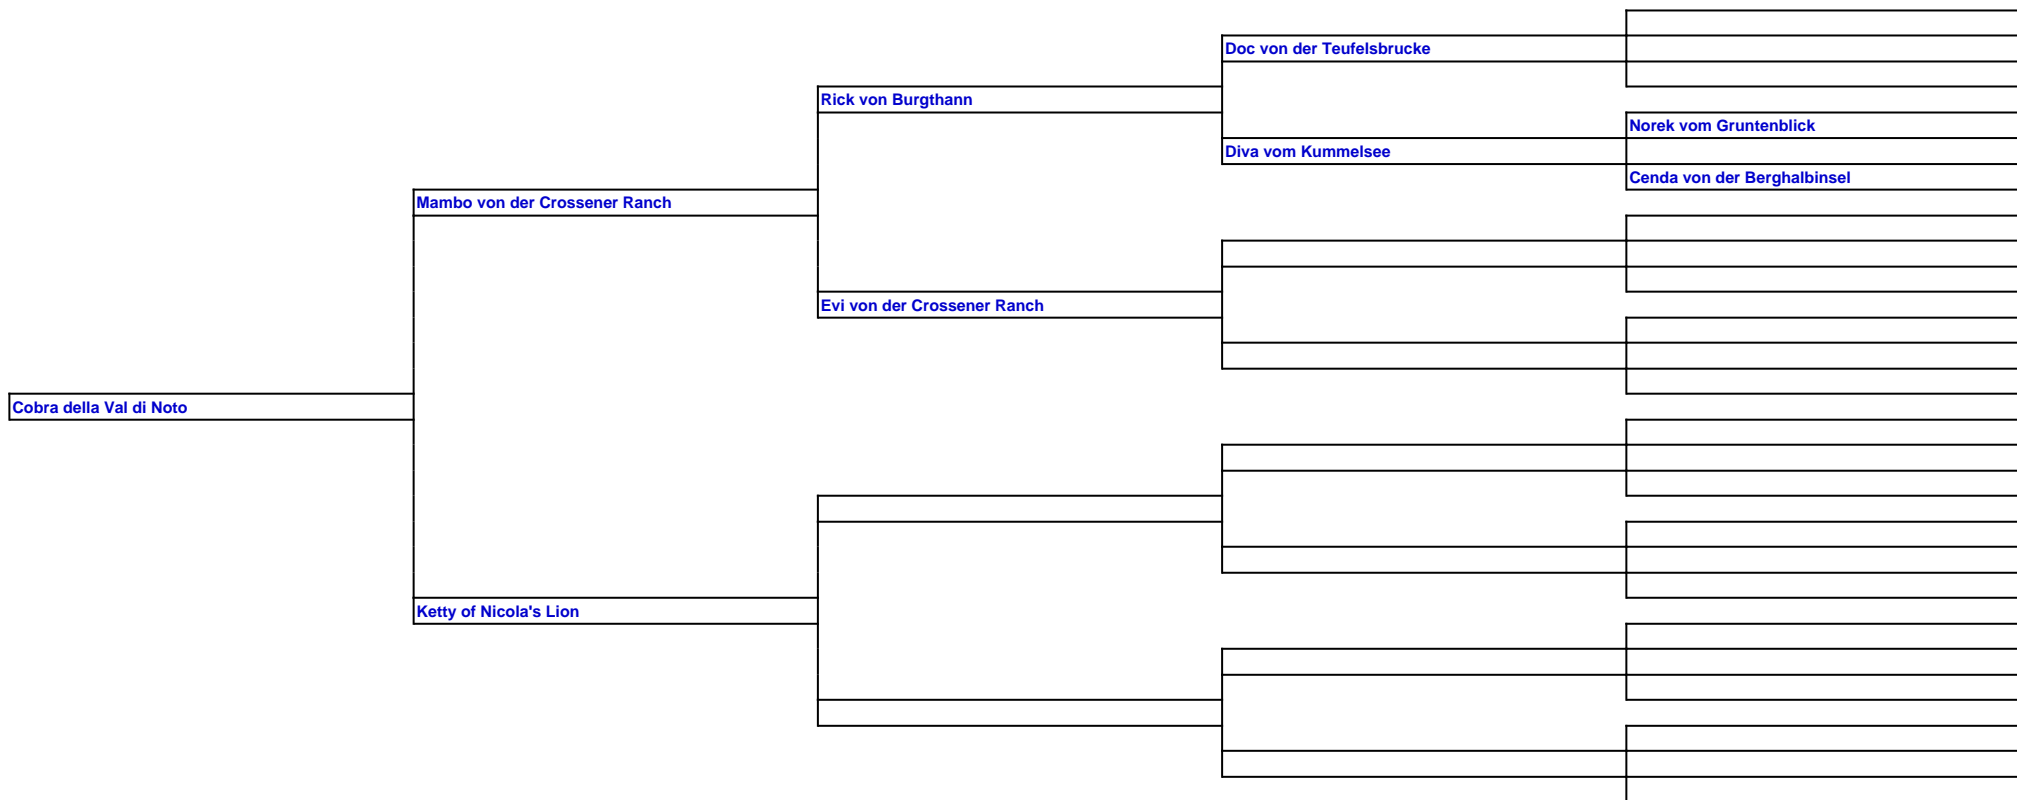 Doc von der Teufelsbrucke
Rick von Burgthann
Norek vom Gruntenblick
Diva vom Kummelsee
Cenda von der Berghalbinsel
Mambo von der Crossener Ranch
Evi von der Crossener Ranch
Cobra della Val di Noto
Ketty of Nicola's Lion